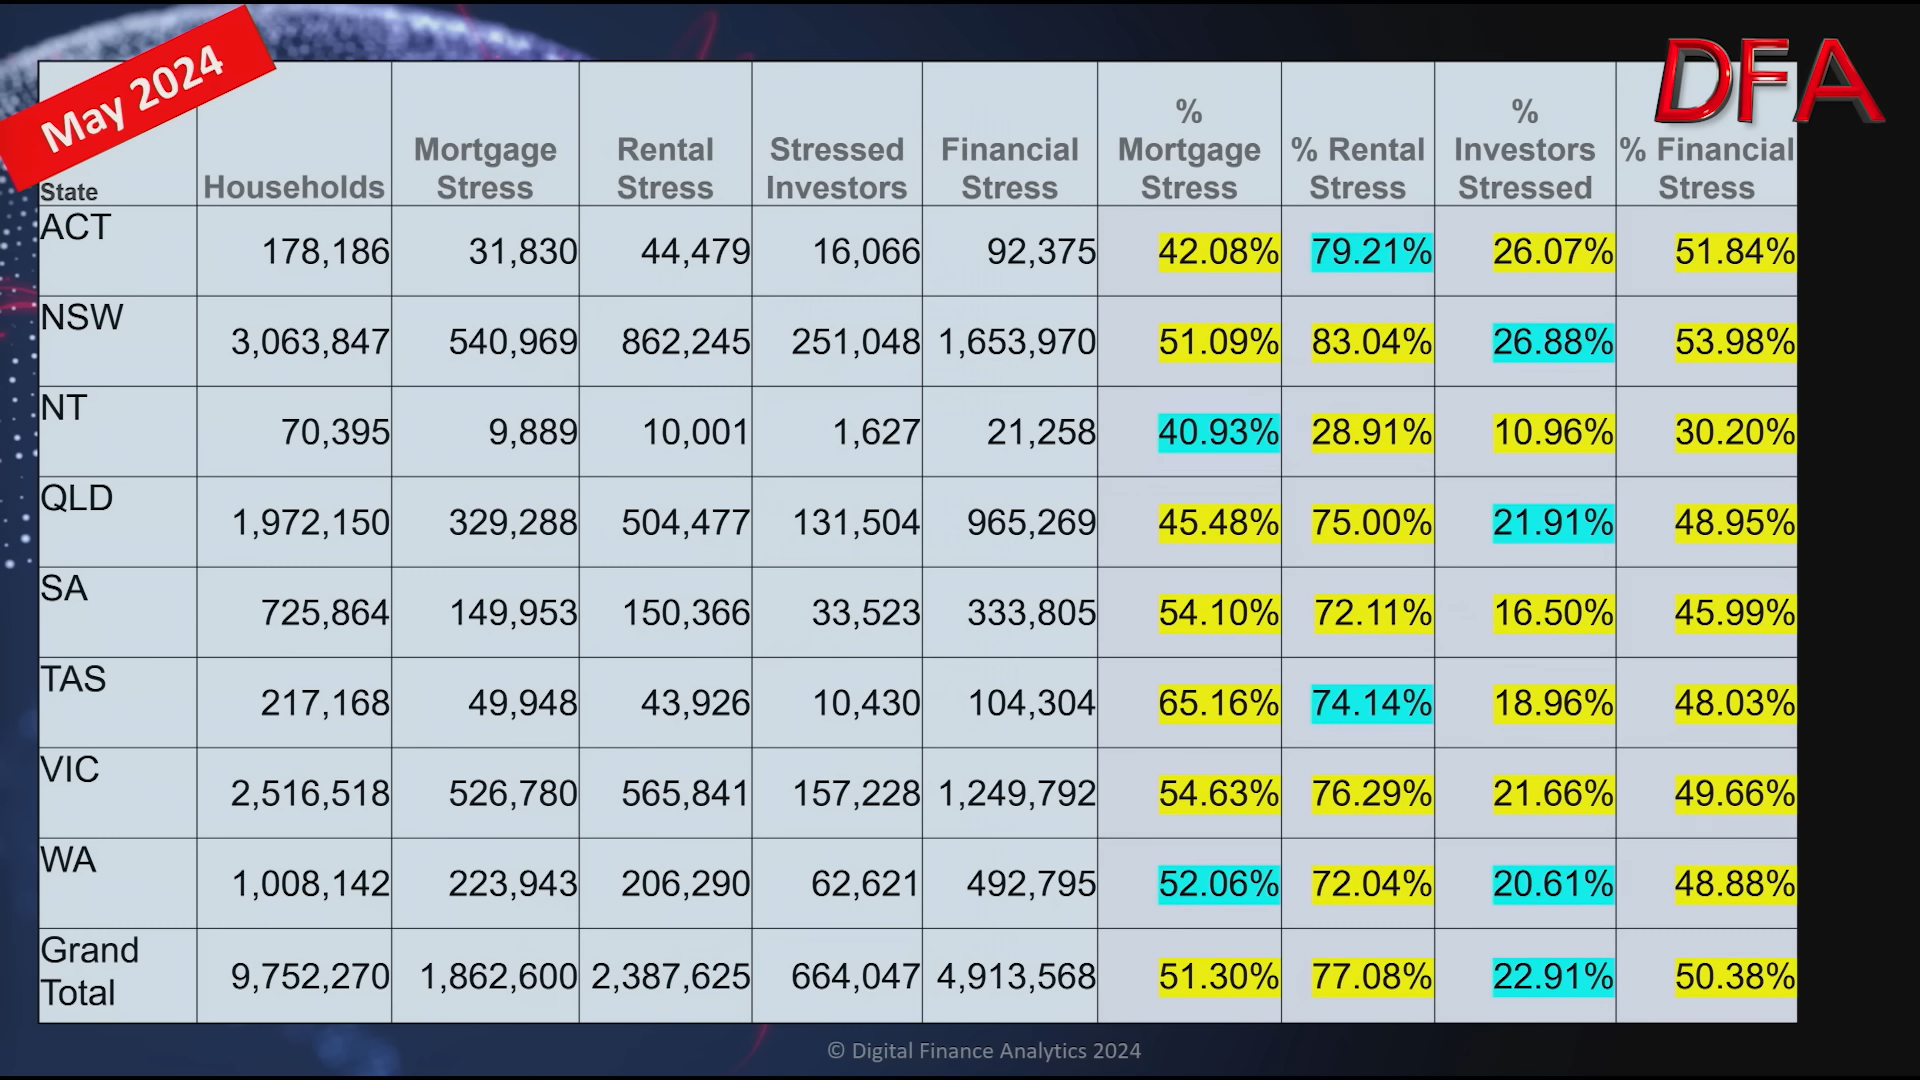 May 2024
DFA
State Households Mortgage Stress Rental Stress Stressed Investors Financial Stress % Mortgage Stress % Rental Stress % Investors Stressed % Financial Stress
ACT 178,186 31,830 44,479 16,066 92,375 42.08% 79.21% 26.07% 51.84%
NSW 3,063,847 540,969 862,245 251,048 1,653,970 51.09% 83.04% 26.88% 53.98%
NT 70,395 9,889 10,001 1,627 21,258 40.93% 28.91% 10.96% 30.20%
QLD 1,972,150 329,288 504,477 131,504 965,269 45.48% 75.00% 21.91% 48.95%
SA 725,864 149,953 150,366 33,523 333,805 54.10% 72.11% 16.50% 45.99%
TAS 217,168 49,948 43,926 10,430 104,304 65.16% 74.14% 18.96% 48.03%
VIC 2,516,518 526,780 565,841 157,228 1,249,792 54.63% 76.29% 21.66% 49.66%
WA 1,008,142 223,943 206,290 62,621 492,795 52.06% 72.04% 20.61% 48.88%
Grand Total 9,752,270 1,862,600 2,387,625 664,047 4,913,568 51.30% 77.08% 22.91% 50.38%
© Digital Finance Analytics 2024